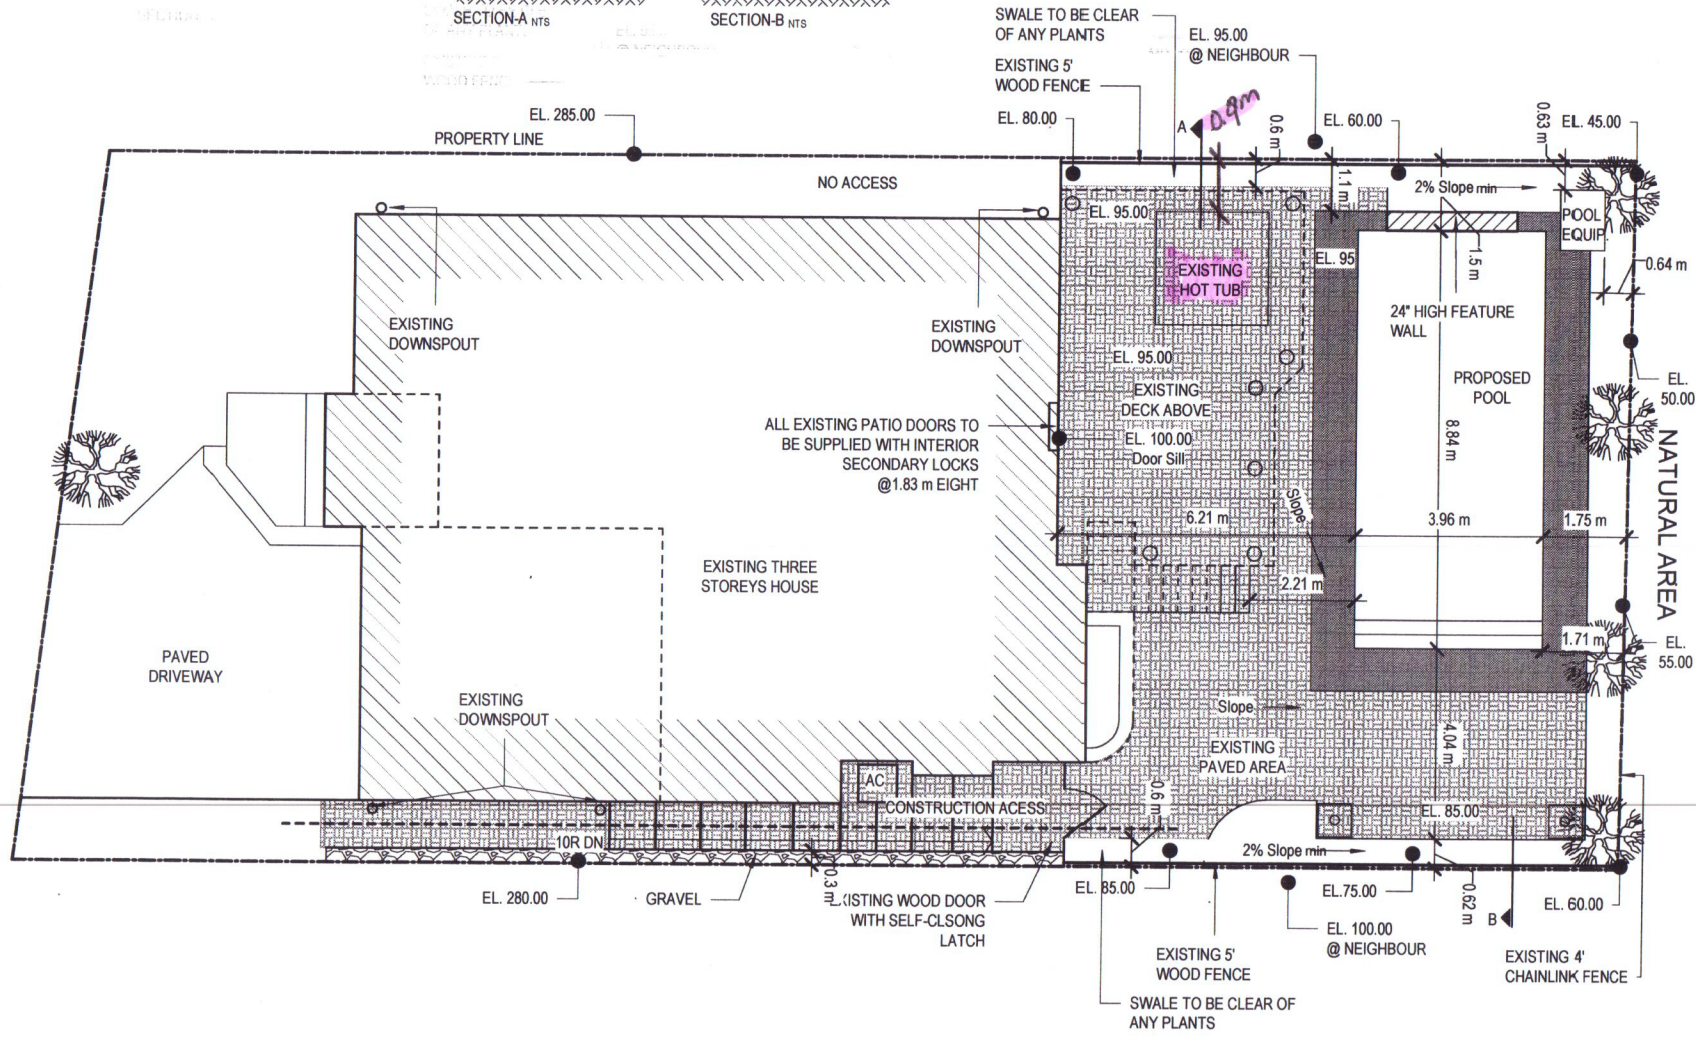 SECTION-A NTS
SECTION-B NTS
SWALE TO BE CLEAR
OF ANY PLANTS
EL. 95.00
@ NEIGHBOUR
EXISTING 5'
WOOD FENCE
EL. 285.00
PROPERTY LINE
EL. 80.00
A
0.9m
0.6 m
EL. 60.00
0.63 m
EL. 45.00
NO ACCESS
1.1 m
2% Slope min
EL. 95.00
POOL
EQUIP.
EL. 95
1.5 m
0.64 m
EXISTING
HOT TUB
EXISTING
DOWNSPOUT
EXISTING
DOWNSPOUT
24" HIGH FEATURE
WALL
EL. 95.00
PROPOSED
POOL
EL.
50.00
EXISTING
DECK ABOVE
ALL EXISTING PATIO DOORS TO
BE SUPPLIED WITH INTERIOR
SECONDARY LOCKS
@1.83 m EIGHT
EL. 100.00
Door Sill
8.84 m
NATURAL AREA
Slope
6.21 m
3.96 m
1.75 m
EXISTING THREE
STOREYS HOUSE
2.21 m
1.71 m
EL.
55.00
PAVED
DRIVEWAY
EXISTING
DOWNSPOUT
Slope
4.04 m
EXISTING
PAVED AREA
AC
CONSTRUCTION ACESS
0.6 m
EL. 85.00
10R DN
2% Slope min
EL. 280.00
GRAVEL
0.3 m
EXISTING WOOD DOOR
WITH SELF-CLSONG
LATCH
EL. 85.00
EL.75.00
0.62 m
EL. 60.00
B
EL. 100.00
@ NEIGHBOUR
EXISTING 5'
WOOD FENCE
EXISTING 4'
CHAINLINK FENCE
SWALE TO BE CLEAR OF
ANY PLANTS